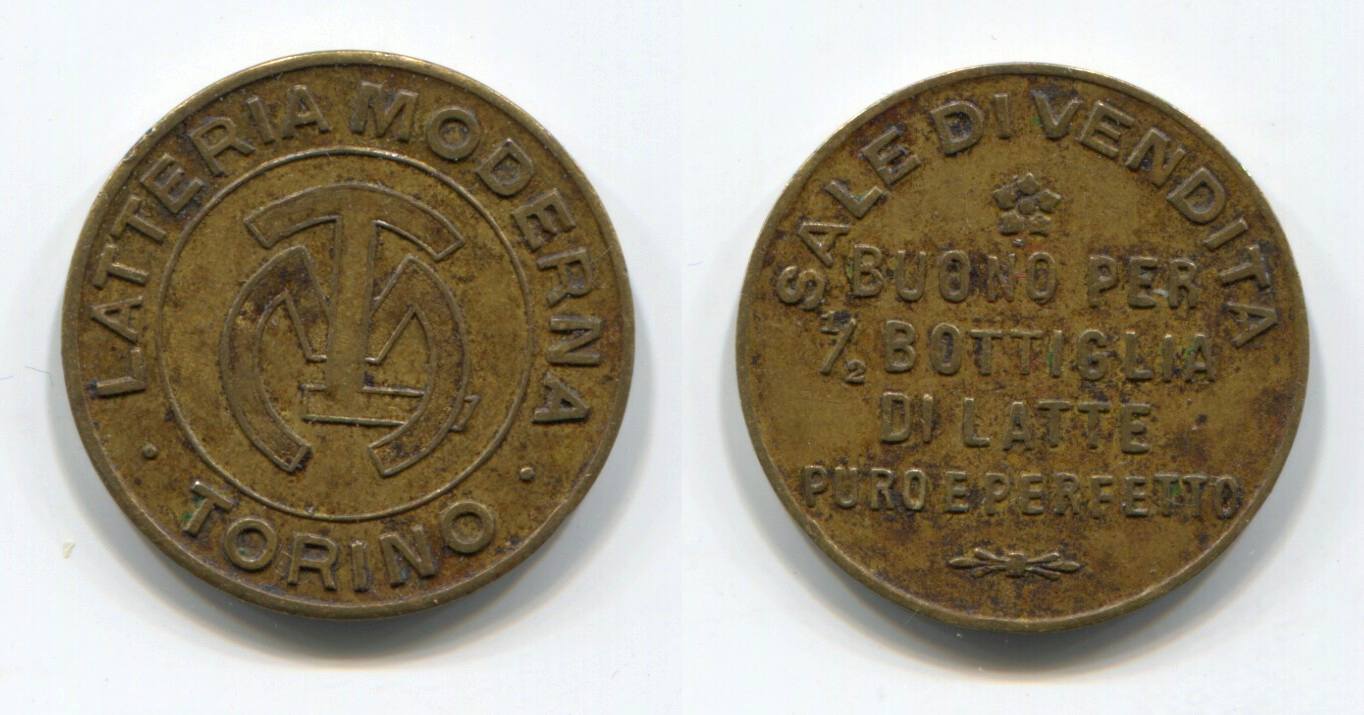 LATTERIA MODERNA
· TORINO ·
SALE DI VENDITA
BUONO PER
1/2 BOTTIGLIA
DI LATTE
PURO E PERFETTO